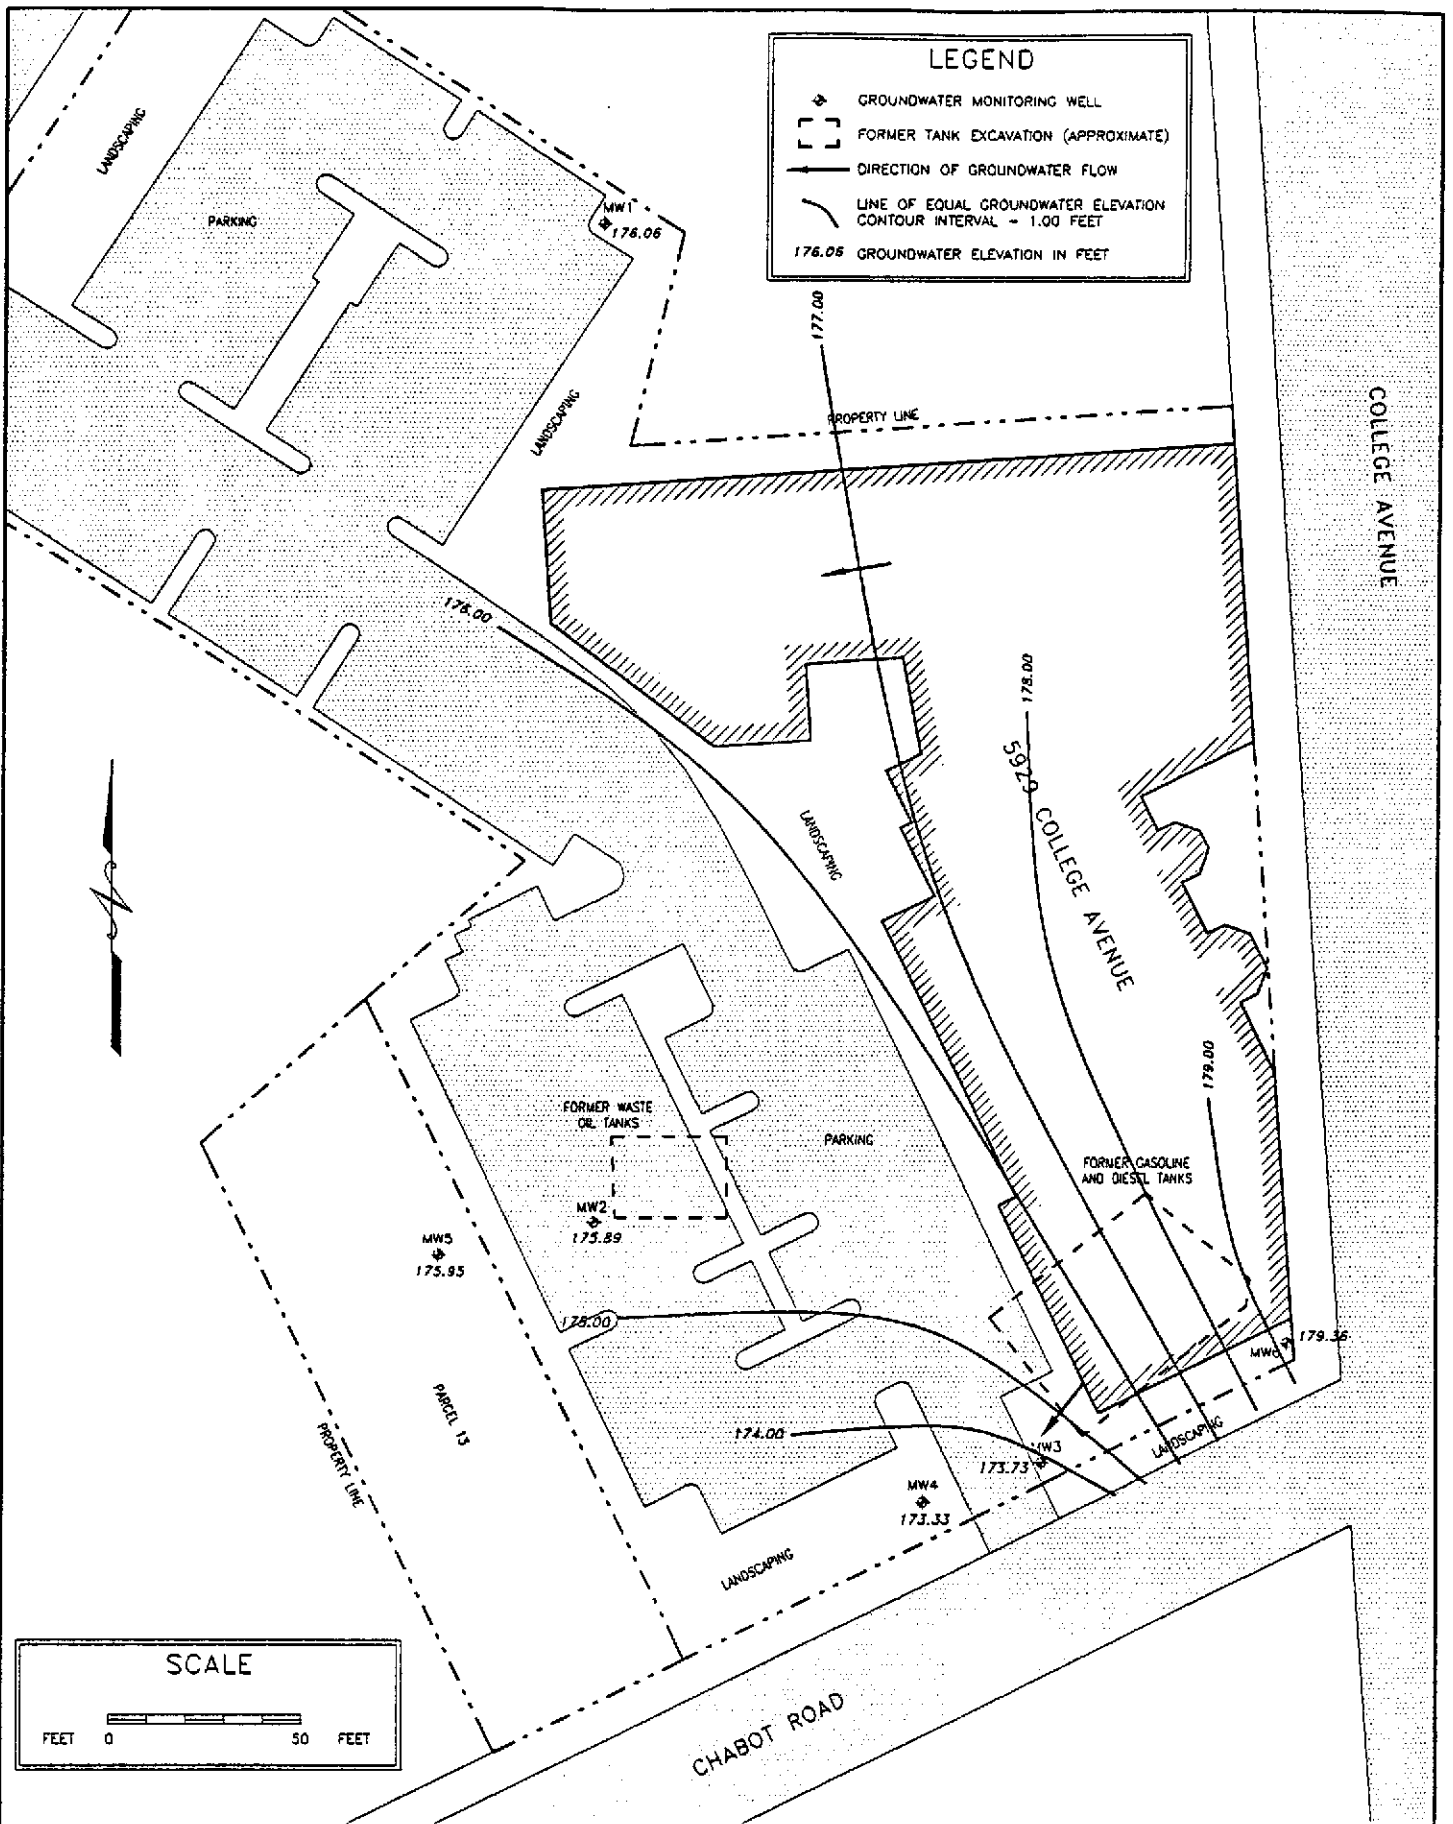 LEGEND
GROUNDWATER MONITORING WELL
FORMER TANK EXCAVATION (APPROXIMATE)
DIRECTION OF GROUNDWATER FLOW
LINE OF EQUAL GROUNDWATER ELEVATION
CONTOUR INTERVAL - 1.00 FEET
176.06 GROUNDWATER ELEVATION IN FEET
LANDSCAPING
PARKING
MW1
176.06
177.00
LANDSCAPING
PROPERTY LINE
COLLEGE AVENUE
176.00
178.00
5929 COLLEGE AVENUE
LANDSCAPING
179.00
FORMER WASTE
OIL TANKS
PARKING
FORMER GASOLINE
AND DIESEL TANKS
MW2
175.89
MW5
175.95
175.00
179.36
MW6
PARCEL 13
PROPERTY LINE
174.00
MW3
173.73
LANDSCAPING
MW4
173.33
LANDSCAPING
SCALE
FEET 0 50 FEET
CHABOT ROAD